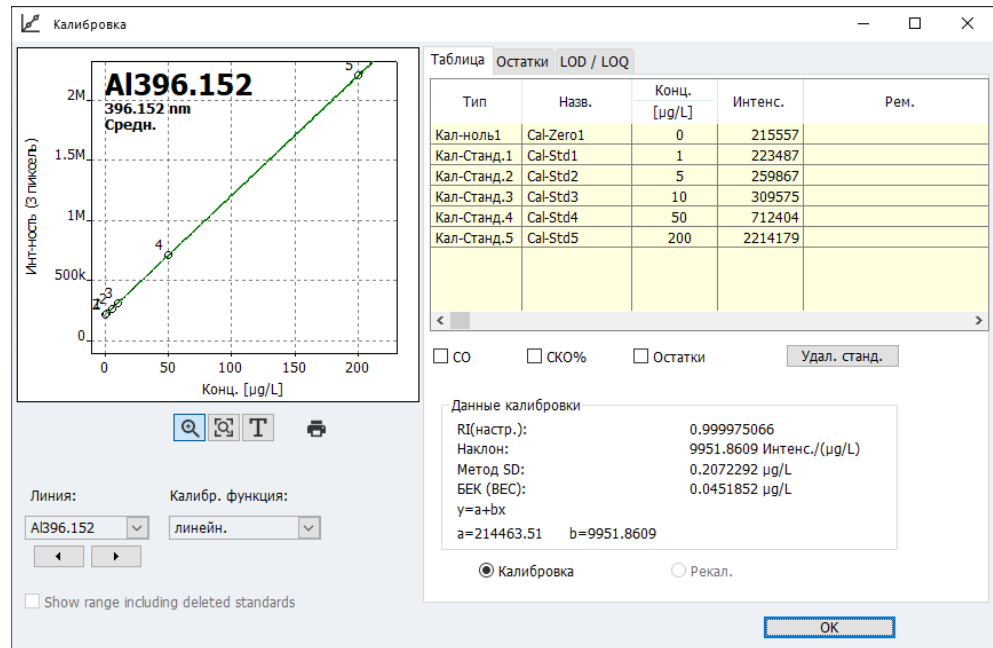 Калибровка
Al396.152
396.152 nm
Средн.
Инт-ность (3 пиксель)
2M
1.5M
1M
500k
0
2
3
4
5
0 50 100 150 200
Конц. [µg/L]
Линия: Калибр. функция:
Al396.152 линейн.
Show range including deleted standards
Таблица Остатки LOD / LOQ
Тип Назв. Конц. [µg/L] Интенс. Рем.
Кал-ноль1 Cal-Zero1 0 215557
Кал-Станд.1 Cal-Std1 1 223487
Кал-Станд.2 Cal-Std2 5 259867
Кал-Станд.3 Cal-Std3 10 309575
Кал-Станд.4 Cal-Std4 50 712404
Кал-Станд.5 Cal-Std5 200 2214179
СО СКО% Остатки Удал. станд.
Данные калибровки
RI(настр.): 0.999975066
Наклон: 9951.8609 Интенс./(µg/L)
Метод SD: 0.2072292 µg/L
БЕК (BEC): 0.0451852 µg/L
y=a+bx
a=214463.51 b=9951.8609
Калибровка Рекал.
OK